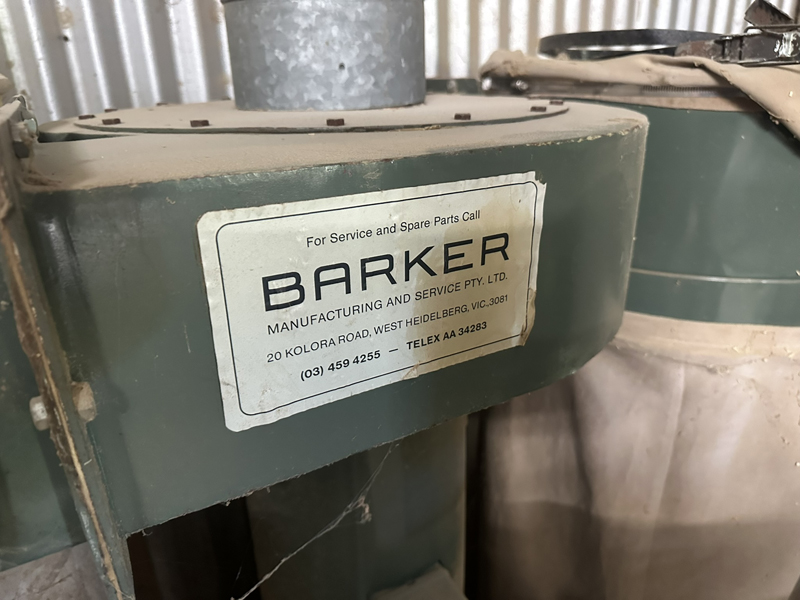 For Service and Spare Parts Call
BARKER
MANUFACTURING AND SERVICE PTY. LTD.
20 KOLORA ROAD, WEST HEIDELBERG, VIC., 3081
(03) 459 4255 — TELEX AA 34283